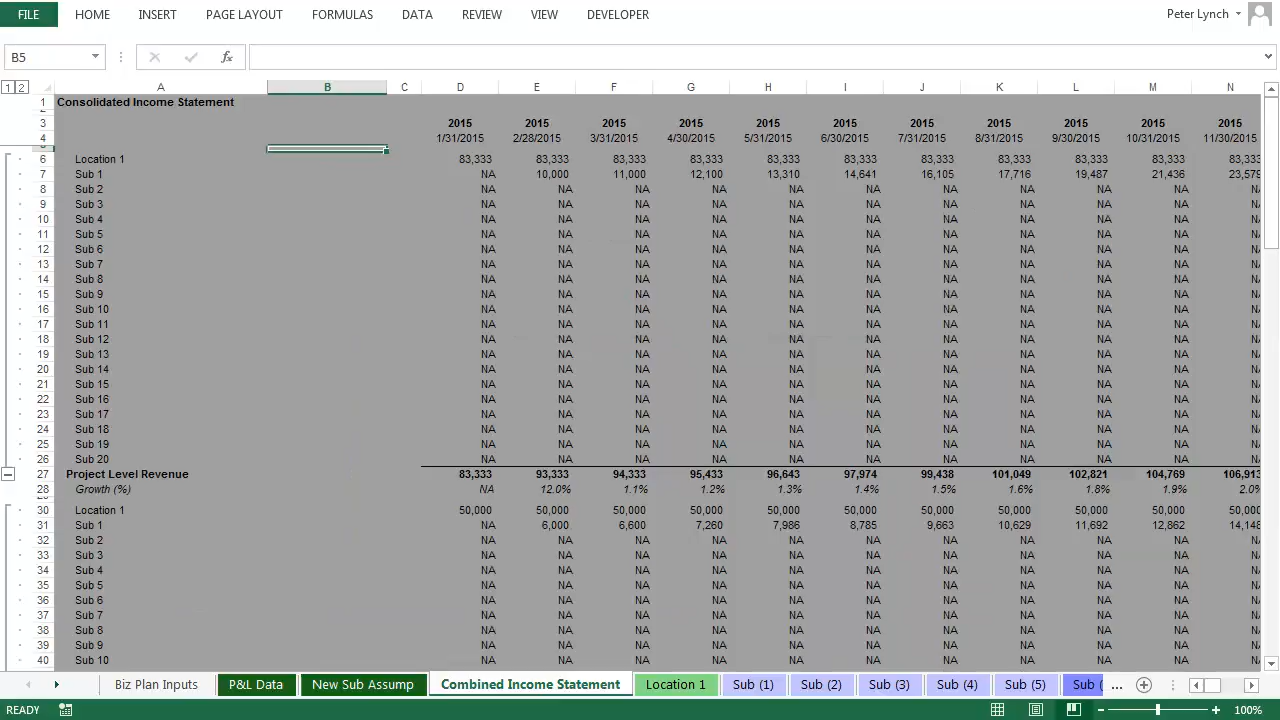 FILE HOME INSERT PAGE LAYOUT FORMULAS DATA REVIEW VIEW DEVELOPER Peter Lynch
B5 fx
1 2 A B C D E F G H I J K L M N
1 Consolidated Income Statement
3 2015 2015 2015 2015 2015 2015 2015 2015 2015 2015 2015
4 1/31/2015 2/28/2015 3/31/2015 4/30/2015 5/31/2015 6/30/2015 7/31/2015 8/31/2015 9/30/2015 10/31/2015 11/30/2015
6 Location 1 83,333 83,333 83,333 83,333 83,333 83,333 83,333 83,333 83,333 83,333 83,333
7 Sub 1 NA 10,000 11,000 12,100 13,310 14,641 16,105 17,716 19,487 21,436 23,579
8 Sub 2 NA NA NA NA NA NA NA NA NA NA
9 Sub 3 NA NA NA NA NA NA NA NA NA NA
10 Sub 4 NA NA NA NA NA NA NA NA NA NA
11 Sub 5 NA NA NA NA NA NA NA NA NA NA
12 Sub 6 NA NA NA NA NA NA NA NA NA NA
13 Sub 7 NA NA NA NA NA NA NA NA NA NA
14 Sub 8 NA NA NA NA NA NA NA NA NA NA
15 Sub 9 NA NA NA NA NA NA NA NA NA NA
16 Sub 10 NA NA NA NA NA NA NA NA NA NA
17 Sub 11 NA NA NA NA NA NA NA NA NA NA
18 Sub 12 NA NA NA NA NA NA NA NA NA NA
19 Sub 13 NA NA NA NA NA NA NA NA NA NA
20 Sub 14 NA NA NA NA NA NA NA NA NA NA
21 Sub 15 NA NA NA NA NA NA NA NA NA NA
22 Sub 16 NA NA NA NA NA NA NA NA NA NA
23 Sub 17 NA NA NA NA NA NA NA NA NA NA
24 Sub 18 NA NA NA NA NA NA NA NA NA NA
25 Sub 19 NA NA NA NA NA NA NA NA NA NA
26 Sub 20 NA NA NA NA NA NA NA NA NA NA
27 Project Level Revenue 83,333 93,333 94,333 95,433 96,643 97,974 99,438 101,049 102,821 104,769 106,913
28 Growth (%) NA 12.0% 1.1% 1.2% 1.3% 1.4% 1.5% 1.6% 1.8% 1.9% 2.0%
30 Location 1 50,000 50,000 50,000 50,000 50,000 50,000 50,000 50,000 50,000 50,000 50,000
31 Sub 1 NA 6,000 6,600 7,260 7,986 8,785 9,663 10,629 11,692 12,862 14,148
32 Sub 2 NA NA NA NA NA NA NA NA NA NA
33 Sub 3 NA NA NA NA NA NA NA NA NA NA
34 Sub 4 NA NA NA NA NA NA NA NA NA NA
35 Sub 5 NA NA NA NA NA NA NA NA NA NA
36 Sub 6 NA NA NA NA NA NA NA NA NA NA
37 Sub 7 NA NA NA NA NA NA NA NA NA NA
38 Sub 8 NA NA NA NA NA NA NA NA NA NA
39 Sub 9 NA NA NA NA NA NA NA NA NA NA
40 Sub 10 NA NA NA NA NA NA NA NA NA NA
Biz Plan Inputs P&L Data New Sub Assump Combined Income Statement Location 1 Sub (1) Sub (2) Sub (3) Sub (4) Sub (5) Sub ( ...
READY 100%